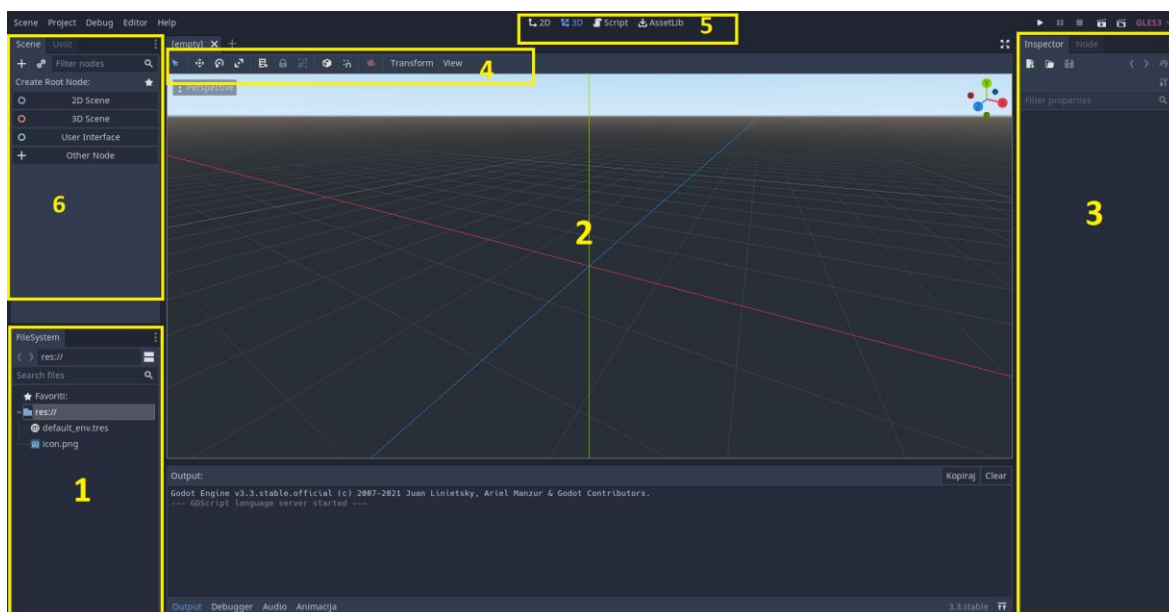 Scene Project Debug Editor Help
2D 3D Script AssetLib 5
GLES3
Scene Uvoz
Filter nodes
Create Root Node:
2D Scene
3D Scene
User Interface
Other Node
6
FileSystem
res://
Search files
Favoriti:
res://
default_env.tres
icon.png
1
[empty] X
Transform View 4
Perspective
Y
X
Z
2
Output: Kopiraj Clear
Godot Engine v3.3.stable.official (c) 2007-2021 Juan Linietsky, Ariel Manzur & Godot Contributors.
--- GDScript language server started ---
Output Debugger Audio Animacija 3.3.stable
Inspector Node
Filter properties
3